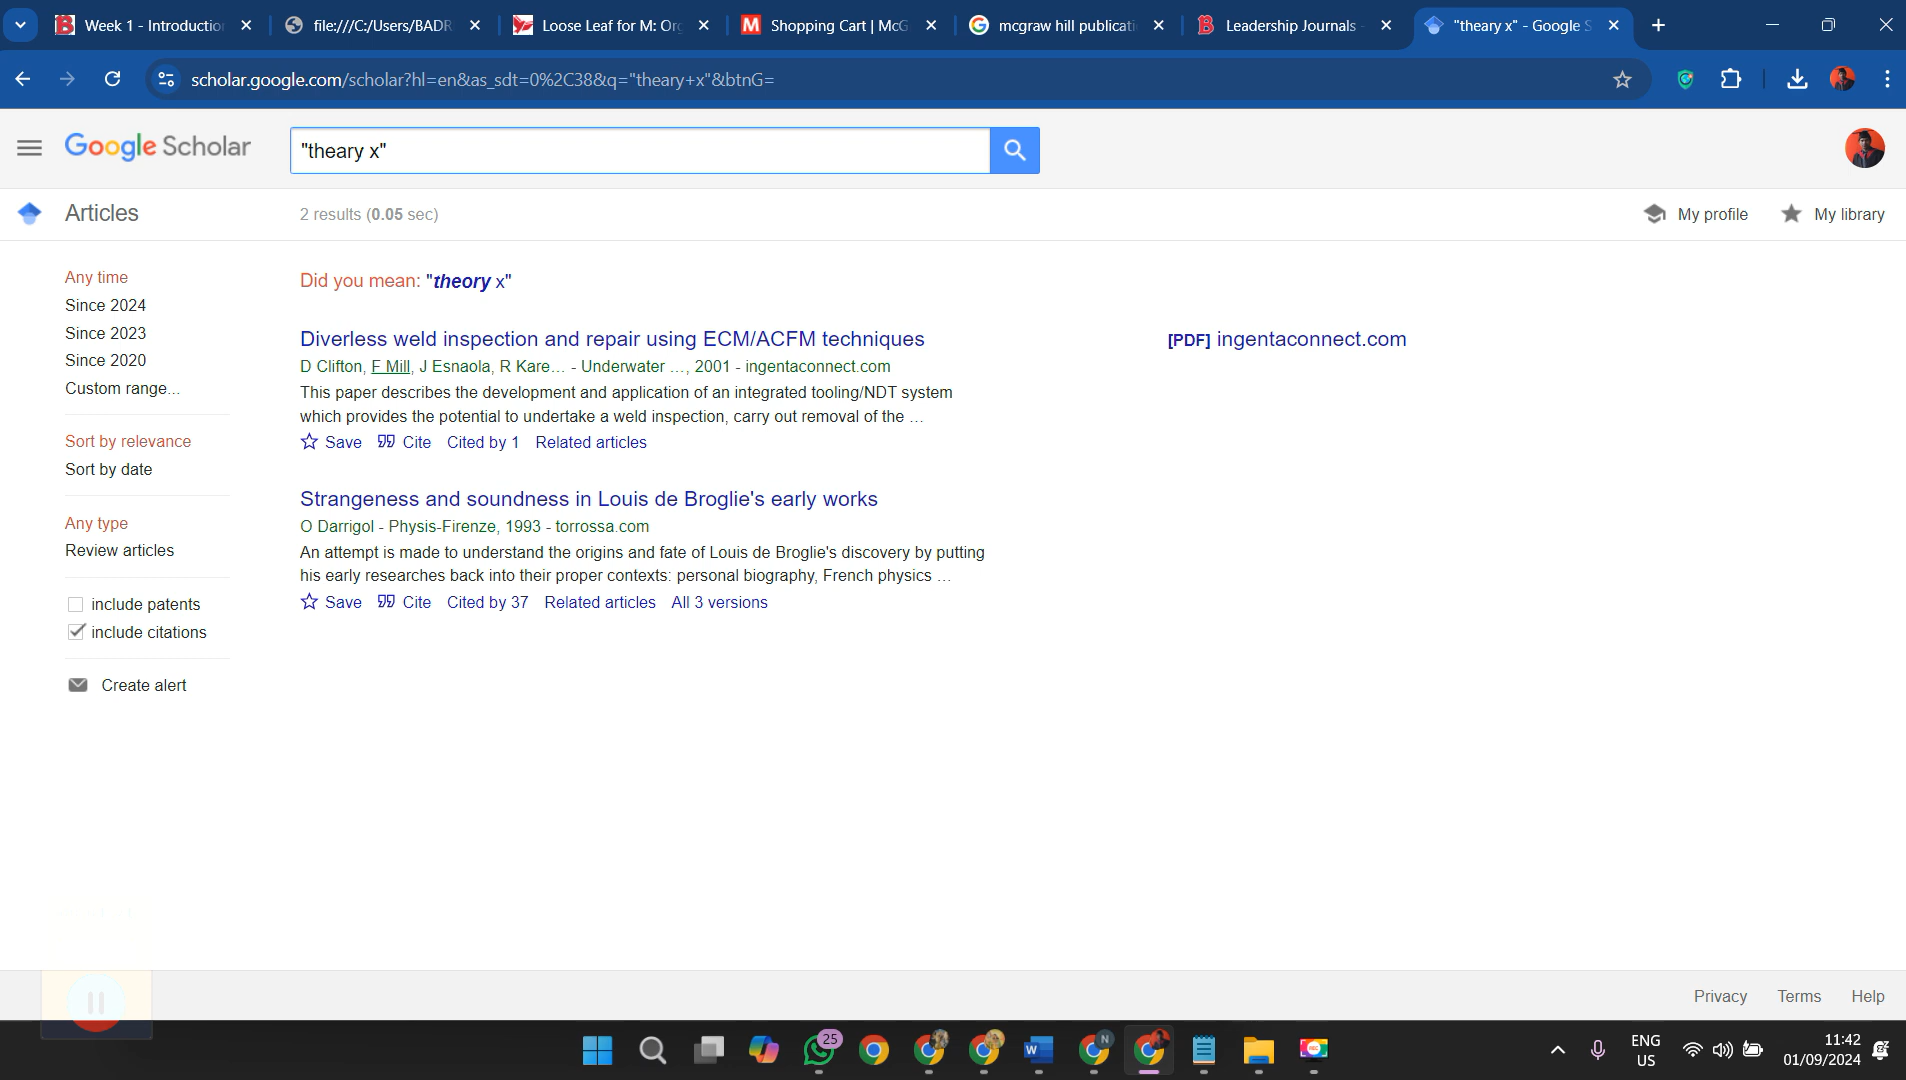 Week 1 - Introductio
file:///C:/Users/BADR
Loose Leaf for M: Or
Shopping Cart | McG
mcgraw hill publicati
Leadership Journals -
"theary x" - Google S
scholar.google.com/scholar?hl=en&as_sdt=0%2C38&q="theary+x"&btnG=
Google Scholar
"theary x"
Articles
2 results (0.05 sec)
My profile
My library
Any time
Since 2024
Since 2023
Since 2020
Custom range...
Sort by relevance
Sort by date
Any type
Review articles
include patents
include citations
Create alert
Did you mean: "theory x"
Diverless weld inspection and repair using ECM/ACFM techniques
[PDF] ingentaconnect.com
D Clifton, F Mill, J Esnaola, R Kare… - Underwater …, 2001 - ingentaconnect.com
This paper describes the development and application of an integrated tooling/NDT system
which provides the potential to undertake a weld inspection, carry out removal of the …
Save Cite Cited by 1 Related articles
Strangeness and soundness in Louis de Broglie's early works
O Darrigol - Physis-Firenze, 1993 - torrossa.com
An attempt is made to understand the origins and fate of Louis de Broglie's discovery by putting
his early researches back into their proper contexts: personal biography, French physics …
Save Cite Cited by 37 Related articles All 3 versions
Privacy Terms Help
25
W
N
ENG
US
11:42
01/09/2024